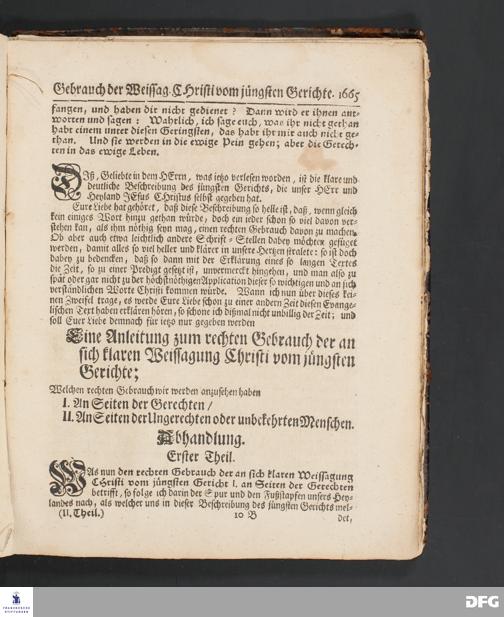 Gebrauch der Weissag. CHristi vom jüngsten Gerichte. 1665
fangen, und haben dir nicht gedienet? Dann wird er ihnen ant-
worten und sagen: Wahrlich, ich sage euch, was ihr nicht gethan
habt einem unter diesen Geringsten, das habt ihr mir auch nicht ge-
than. Und sie werden in die ewige Pein gehen; aber die Gerech-
ten in das ewige Leben.
Diß, Geliebte in dem HErrn, was ietzo verlesen worden, ist die klare und
deutliche Beschreibung des jüngsten Gerichts, die unser HErr und
Heyland JEsus CHristus selbst gegeben hat.
Eure Liebe hat gehöret, daß diese Beschreibung so helle ist, daß, wenn gleich
kein einiges Wort hinzu gethan würde, doch ein ieder schon so viel davon ver-
stehen kan, als ihm nöthig seyn mag, einen rechten Gebrauch davon zu machen.
Ob aber auch etwa leichtlich andere Schrift-Stellen dabey möchten gefüget
werden, damit alles so viel heller und klärer in unsere Hertzen stralete: so ist doch
dabey zu bedencken, daß so dann mit der Erklärung eines so langen Textes
die Zeit, so zu einer Predigt gesetzt ist, unvermerckt hingehen, und man also zu
spät oder gar nicht zu der höchstnöthigen Application dieser so wichtigen und an sich
verständlichen Worte Christi kommen würde. Wann ich nun über dieses kei-
nen Zweifel trage, es werde Eure Liebe schon zu einer andern Zeit diesen Evange-
lischen Text haben erklären hören, so schone ich dißmal nicht unbillig der Zeit; und
soll Euer Liebe demnach für ietzo nur gegeben werden
Eine Anleitung zum rechten Gebrauch der an
sich klaren Weissagung Christi vom jüngsten
Gerichte;
Welchen rechten Gebrauch wir werden anzusehen haben
I. An Seiten der Gerechten /
II. An Seiten der Ungerechten oder unbekehrten Menschen.
Abhandlung.
Erster Theil.
Was nun den rechten Gebrauch der an sich klaren Weissagung
CHristi vom jüngsten Gericht I. an Seiten der Gerechten
betrifft, so folge ich darin der Spur und den Fußstapfen unsers Hey-
landes nach, als welcher uns in dieser Beschreibung des jüngsten Gerichts mel-
(II. Theil.) 10 B det,
FRANCKESCHE
STIFTUNGEN
DFG